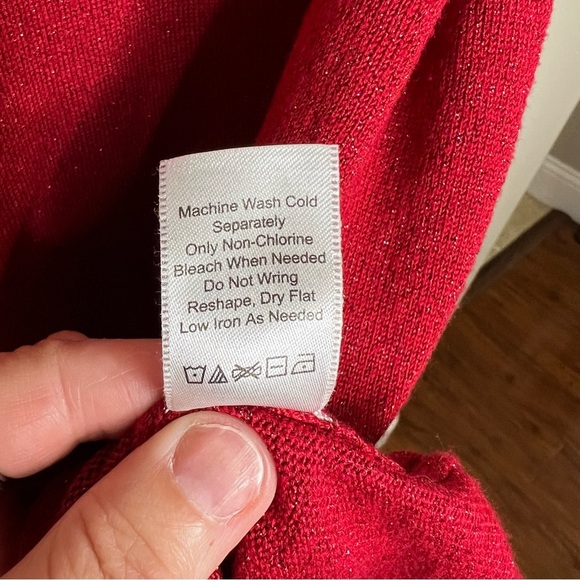 Machine Wash Cold
Separately
Only Non-Chlorine
Bleach When Needed
Do Not Wring
Reshape, Dry Flat
Low Iron As Needed